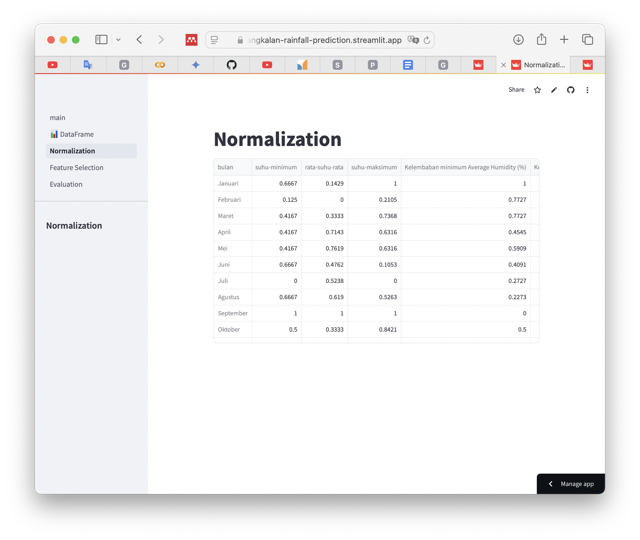 ngkalan-rainfall-prediction.streamlit.app
G
S
P
G
Normalizati...
Share
main
DataFrame
Normalization
Feature Selection
Evaluation
Normalization
Normalization
bulan suhu-minimum rata-suhu-rata suhu-maksimum Kelembaban minimum Average Humidity (%)
Januari 0.6667 0.1429 1 1
Februari 0.125 0 0.2105 0.7727
Maret 0.4167 0.3333 0.7368 0.7727
April 0.4167 0.7143 0.6316 0.4545
Mei 0.4167 0.7619 0.6316 0.5909
Juni 0.6667 0.4762 0.1053 0.4091
Juli 0 0.5238 0 0.2727
Agustus 0.6667 0.619 0.5263 0.2273
September 1 1 1 0
Oktober 0.5 0.3333 0.8421 0.5
Manage app